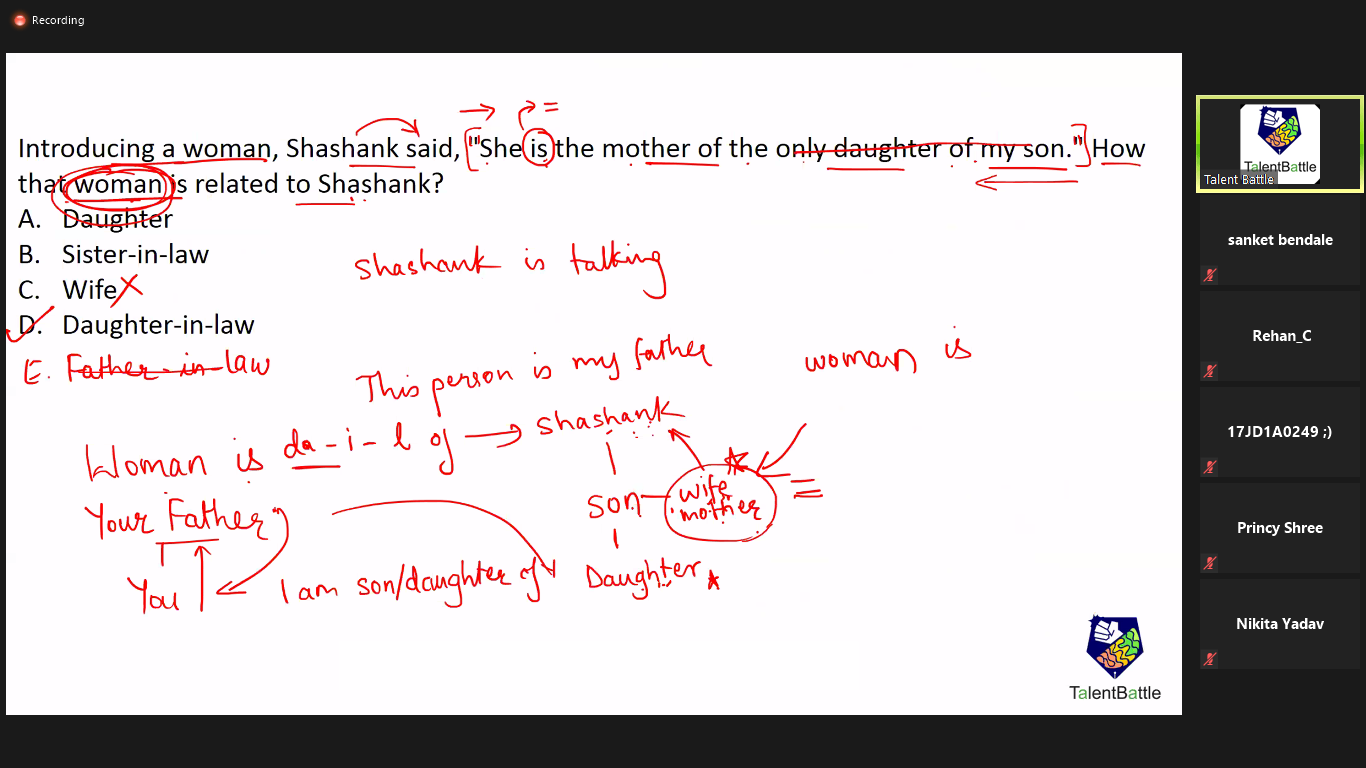 Recording
Introducing a woman, Shashank said, "She is the mother of the only daughter of my son." How
that woman is related to Shashank?
A. Daughter
B. Sister-in-law
C. Wife
D. Daughter-in-law
E. Father-in-law
Shashank is talking
This person is my father
woman is
Woman is da-i-l of → Shashank
son — wife
mother
Your Father
You
I am son/daughter of
Daughter
TalentBattle
TalentBattle
Talent Battle
sanket bendale
Rehan_C
17JD1A0249 ;)
Princy Shree
Nikita Yadav